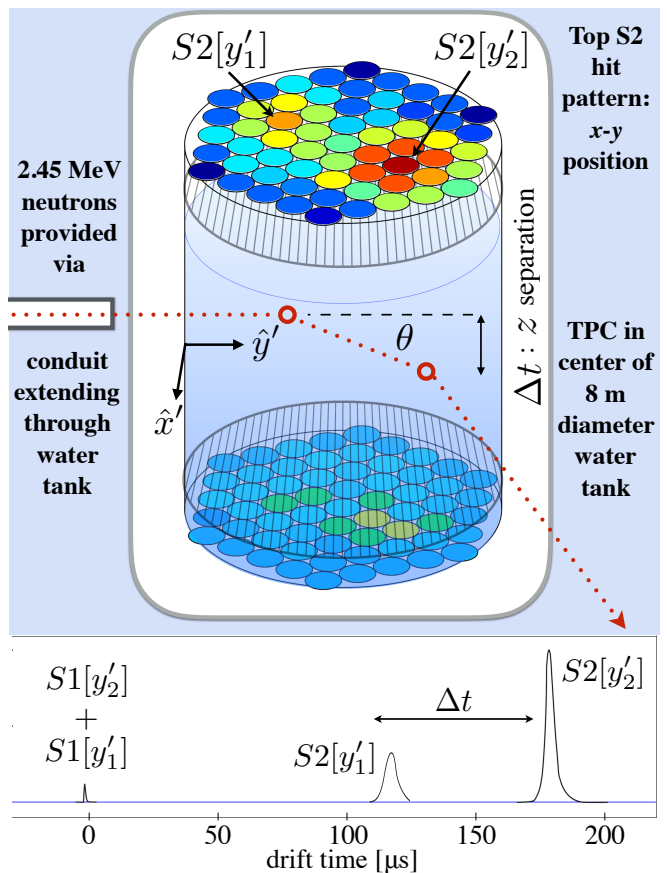 S2[y′₁]
S2[y′₂]
Top S2
hit
pattern:
x-y
position
2.45 MeV
neutrons
provided
via
θ
Δt : z separation
ŷ′
x̂′
conduit
extending
through
water
tank
TPC in
center of
8 m
diameter
water
tank
S1[y′₂]
+
S1[y′₁]
S2[y′₁]
Δt
S2[y′₂]
0 50 100 150 200
drift time [μs]